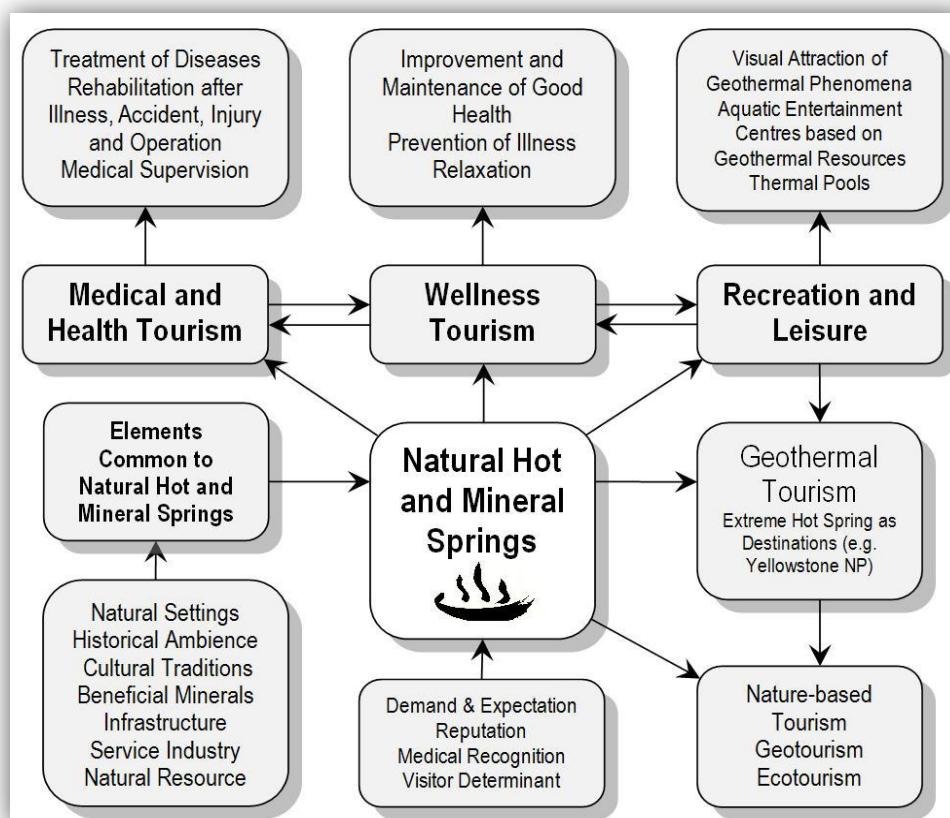 Treatment of Diseases
Rehabilitation after
Illness, Accident, Injury
and Operation
Medical Supervision
Improvement and
Maintenance of Good
Health
Prevention of Illness
Relaxation
Visual Attraction of
Geothermal Phenomena
Aquatic Entertainment
Centres based on
Geothermal Resources
Thermal Pools
Medical and
Health Tourism
Wellness
Tourism
Recreation and
Leisure
Elements
Common to
Natural Hot and
Mineral Springs
Natural Hot
and Mineral
Springs
Geothermal
Tourism
Extreme Hot Spring as
Destinations (e.g.
Yellowstone NP)
Natural Settings
Historical Ambience
Cultural Traditions
Beneficial Minerals
Infrastructure
Service Industry
Natural Resource
Demand & Expectation
Reputation
Medical Recognition
Visitor Determinant
Nature-based
Tourism
Geotourism
Ecotourism